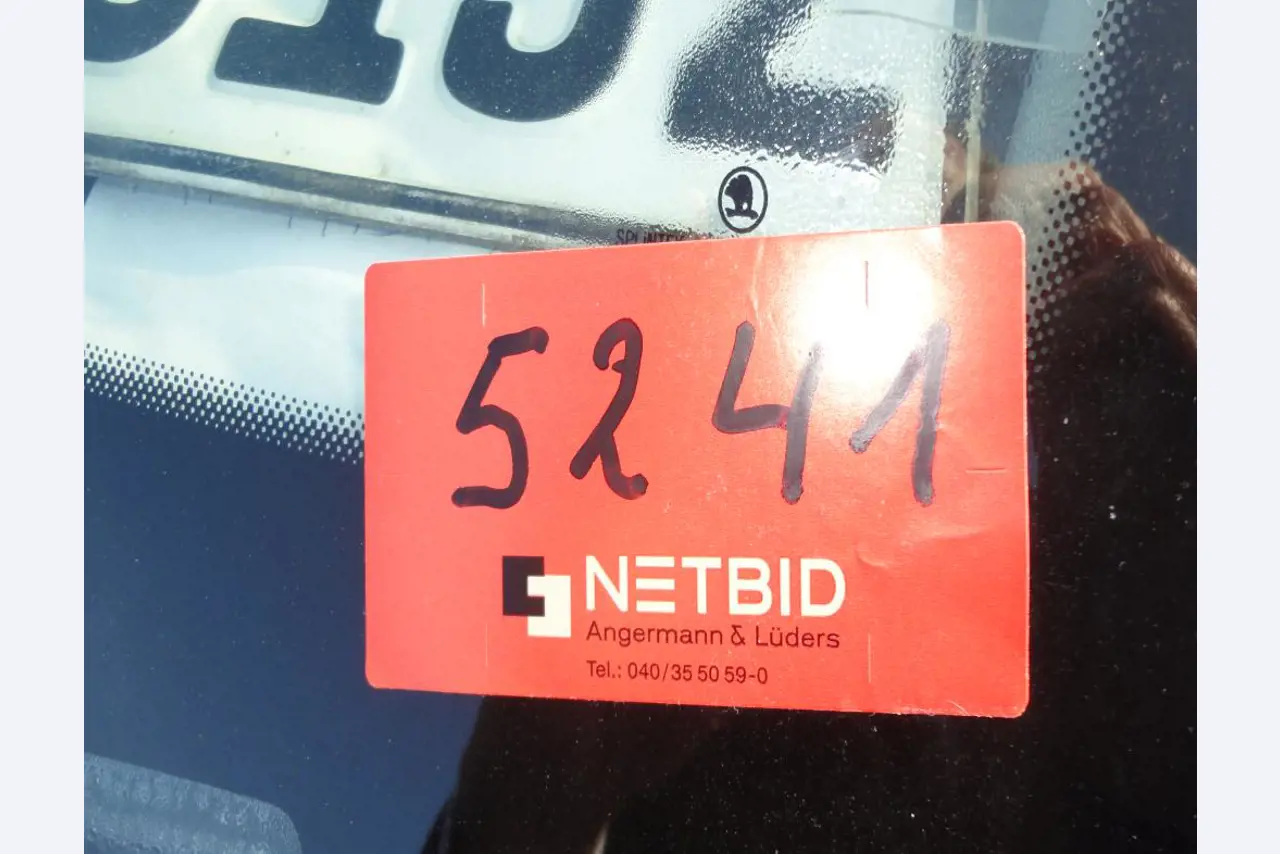 5241
NETBID
Angermann & Lüders
Tel.: 040/35 50 59-0